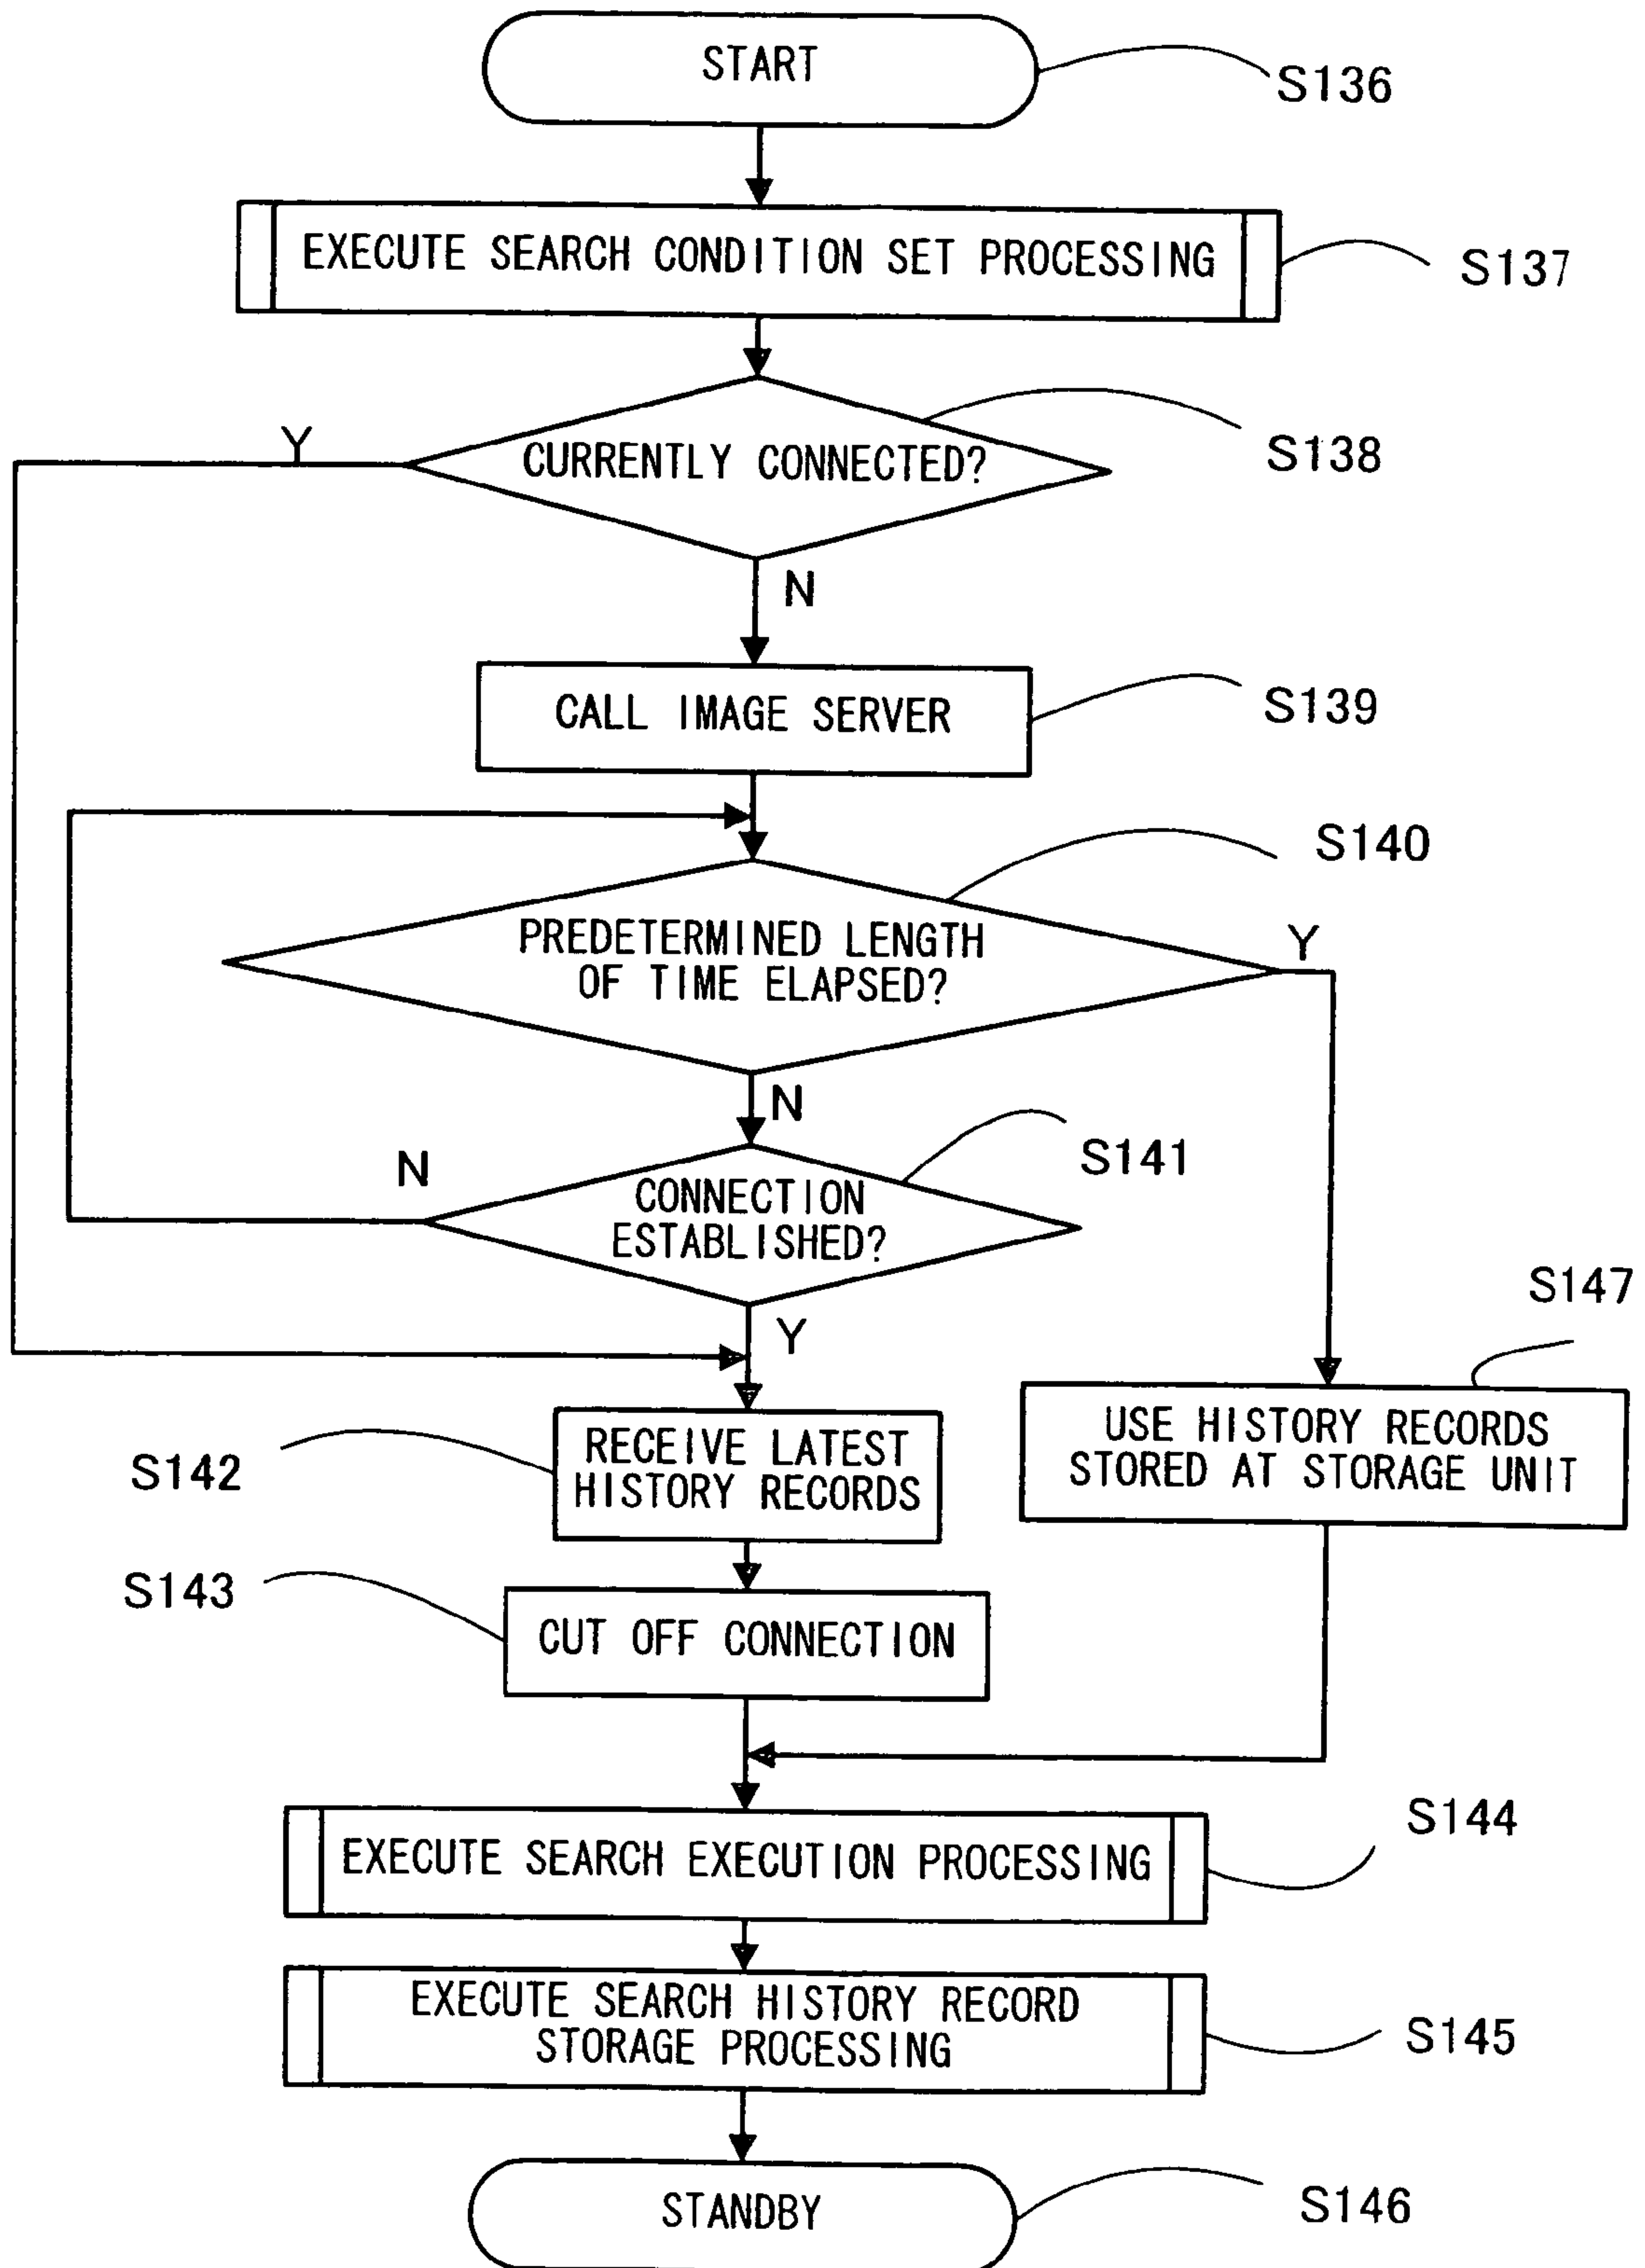 START
S136
EXECUTE SEARCH CONDITION SET PROCESSING
S137
Y
CURRENTLY CONNECTED?
S138
N
CALL IMAGE SERVER
S139
S140
PREDETERMINED LENGTH
OF TIME ELAPSED?
Y
N
S141
N
CONNECTION
ESTABLISHED?
Y
S147
RECEIVE LATEST
HISTORY RECORDS
S142
USE HISTORY RECORDS
STORED AT STORAGE UNIT
S143
CUT OFF CONNECTION
S144
EXECUTE SEARCH EXECUTION PROCESSING
EXECUTE SEARCH HISTORY RECORD
STORAGE PROCESSING
S145
STANDBY
S146